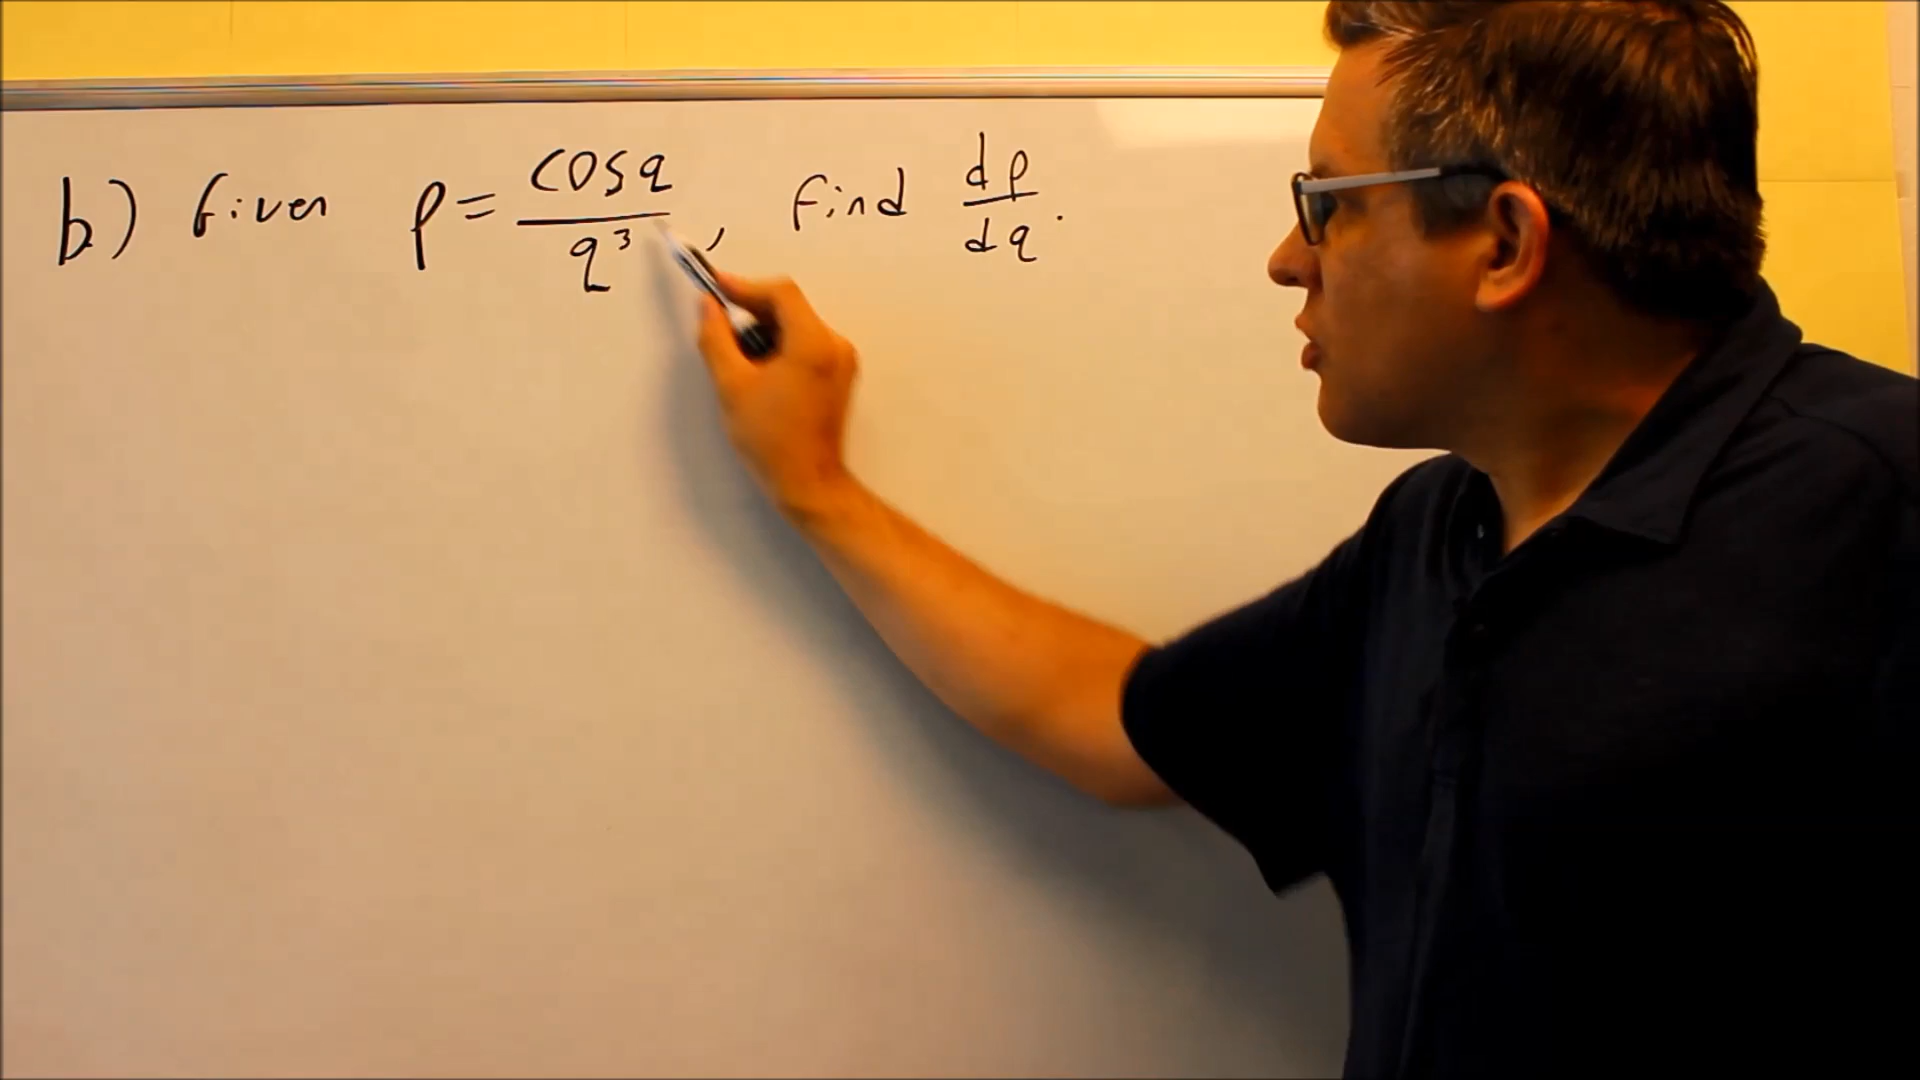 b) Given p = cos q / q³, find dp/dq.